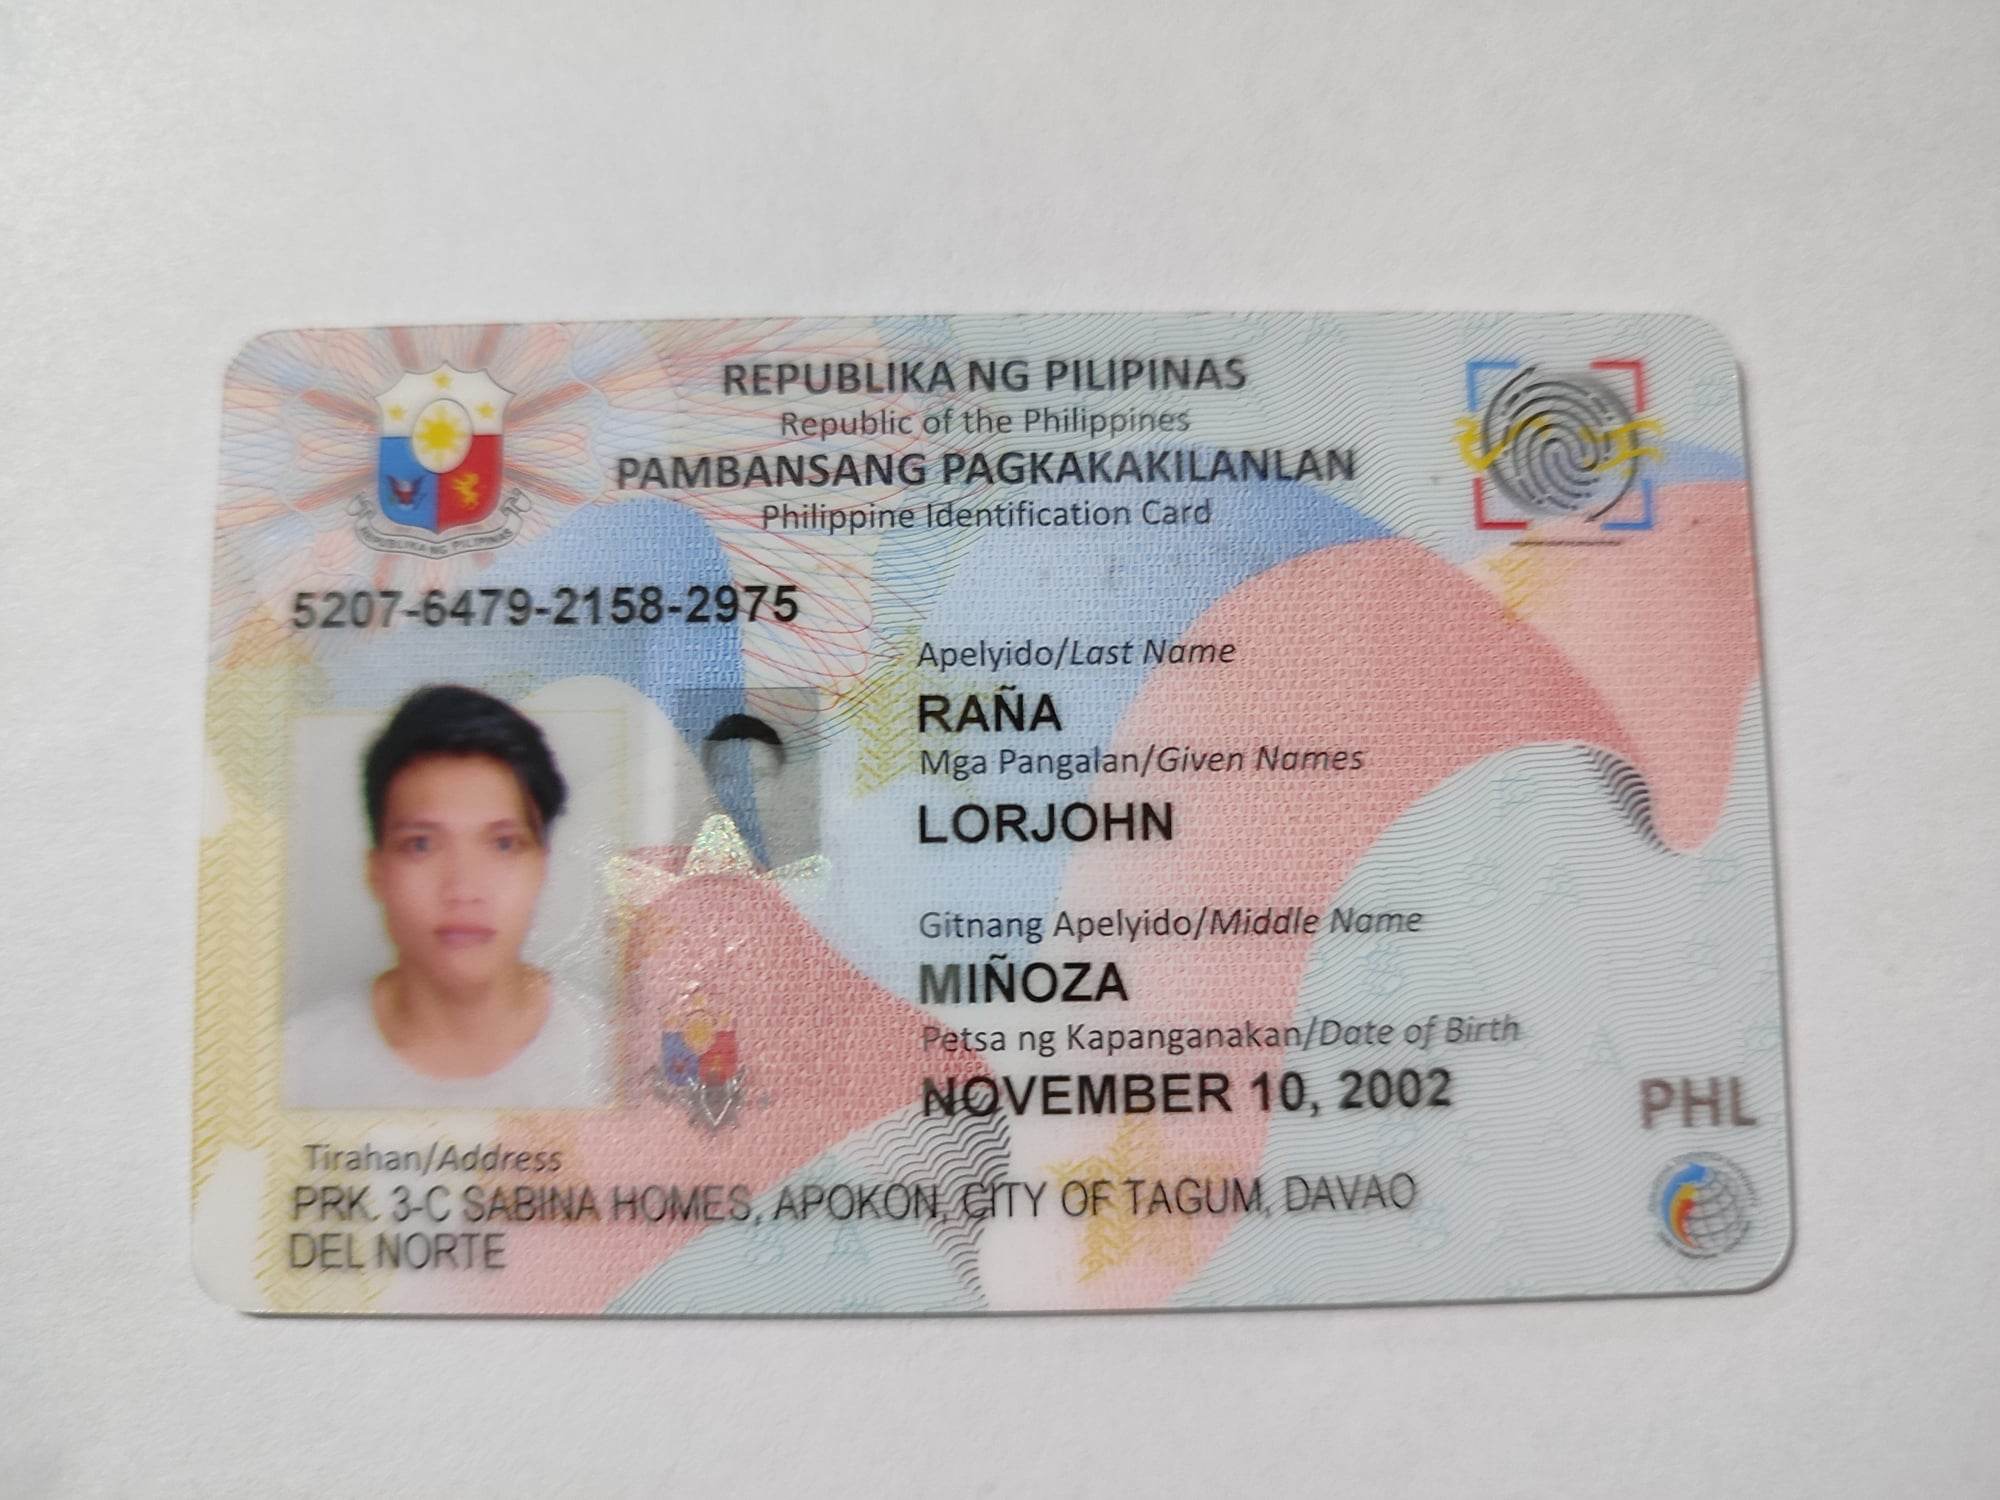 REPUBLIKA NG PILIPINAS
Republic of the Philippines
PAMBANSANG PAGKAKAKILANLAN
Philippine Identification Card
REPUBLIKA NG PILIPINAS
5207-6479-2158-2975
Apelyido/Last Name
RAÑA
Mga Pangalan/Given Names
LORJOHN
Gitnang Apelyido/Middle Name
MIÑOZA
Petsa ng Kapanganakan/Date of Birth
NOVEMBER 10, 2002
PHL
Tirahan/Address
PRK. 3-C SABINA HOMES, APOKON, CITY OF TAGUM, DAVAO
DEL NORTE